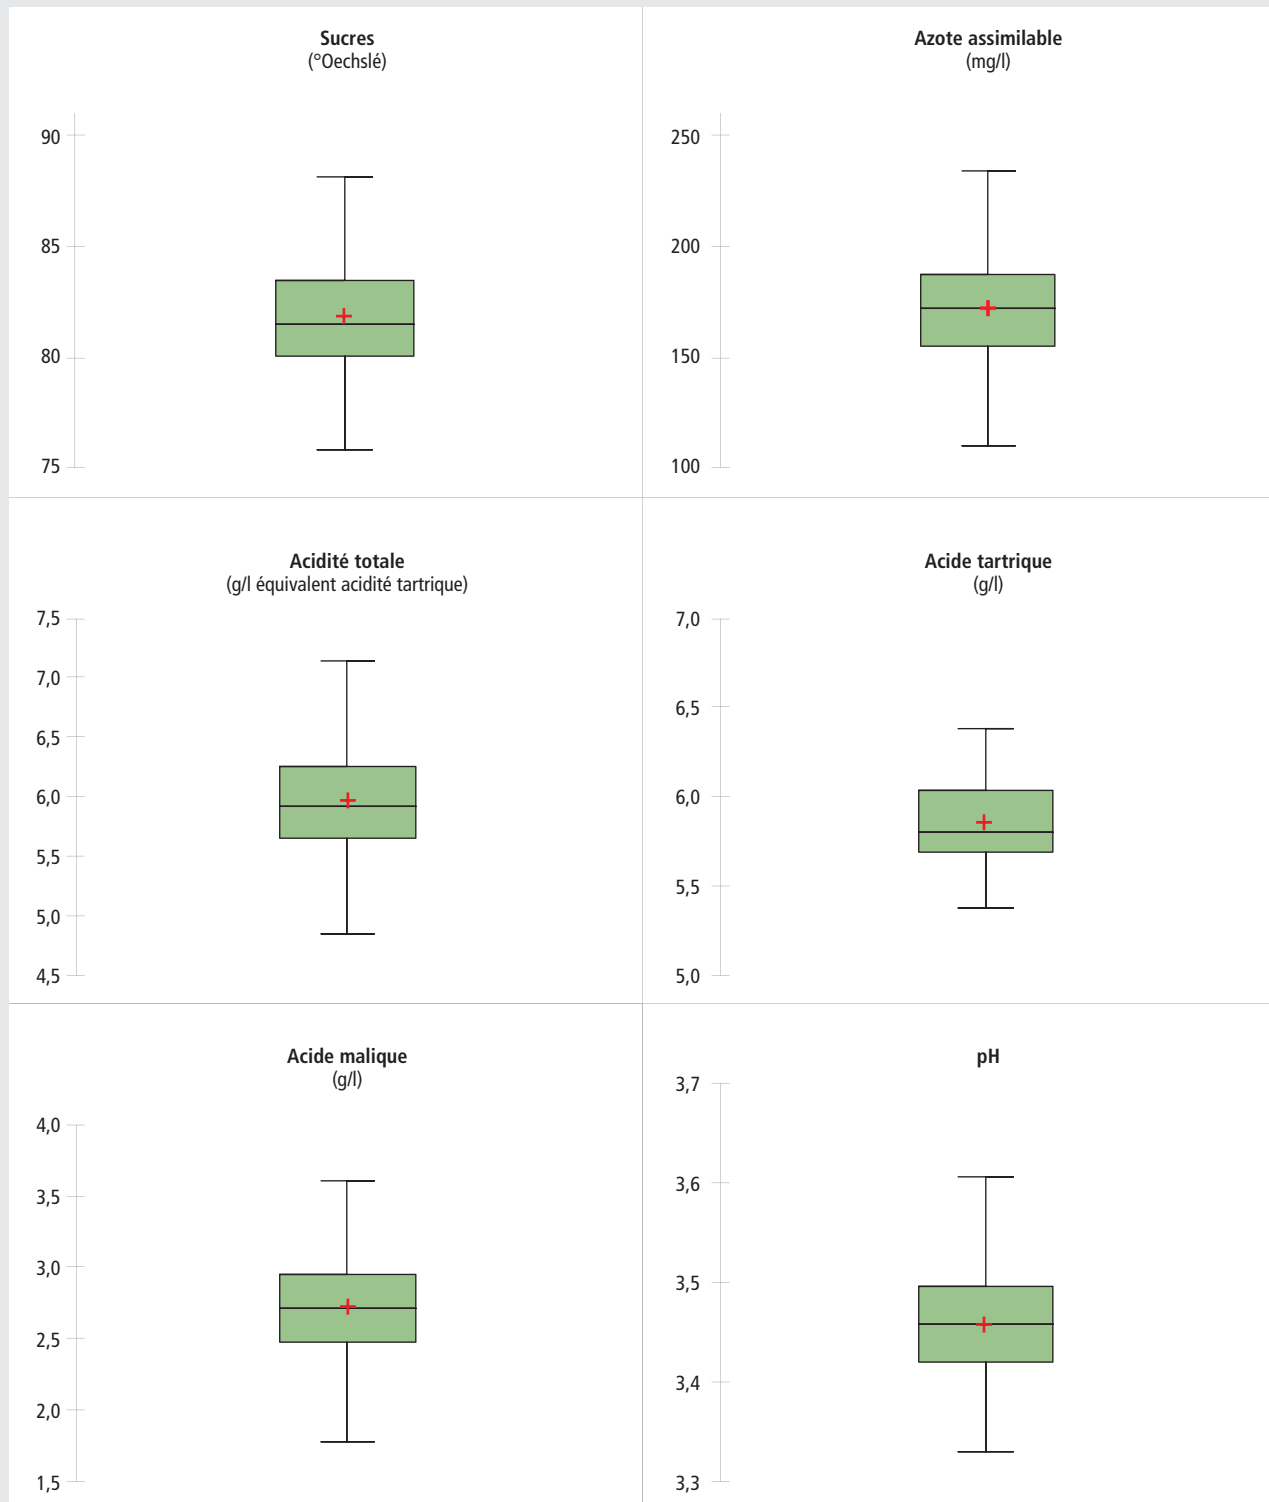 Sucres
(°Oechslé)
90
85
80
75
Azote assimilable
(mg/l)
250
200
150
100
Acidité totale
(g/l équivalent acidité tartrique)
7,5
7,0
6,5
6,0
5,5
5,0
4,5
Acide tartrique
(g/l)
7,0
6,5
6,0
5,5
5,0
Acide malique
(g/l)
4,0
3,5
3,0
2,5
2,0
1,5
pH
3,7
3,6
3,5
3,4
3,3